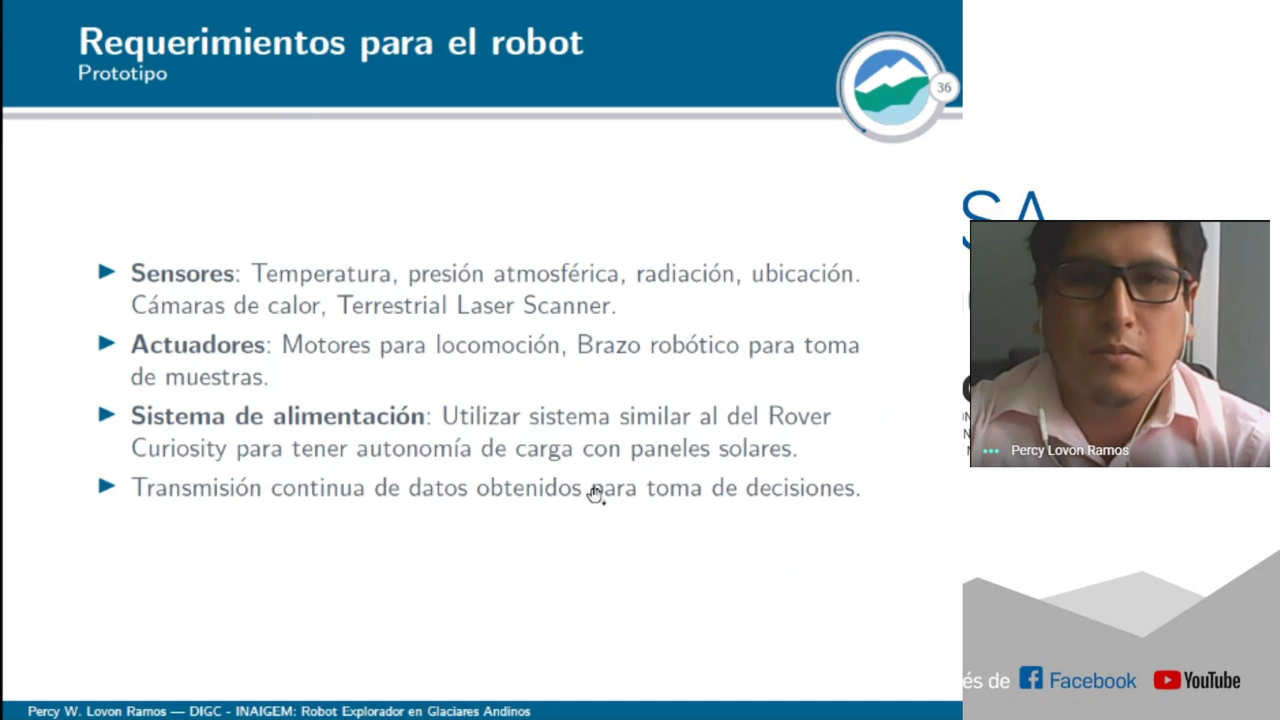 Requerimientos para el robot
Prototipo
36
Sensores: Temperatura, presión atmosférica, radiación, ubicación.
Cámaras de calor, Terrestrial Laser Scanner.
Actuadores: Motores para locomoción, Brazo robótico para toma
de muestras.
Sistema de alimentación: Utilizar sistema similar al del Rover
Curiosity para tener autonomía de carga con paneles solares.
Transmisión continua de datos obtenidos para toma de decisiones.
Percy W. Lovon Ramos — DIGC - INAIGEM: Robot Explorador en Glaciares Andinos
SA
Percy Lovon Ramos
és de Facebook YouTube